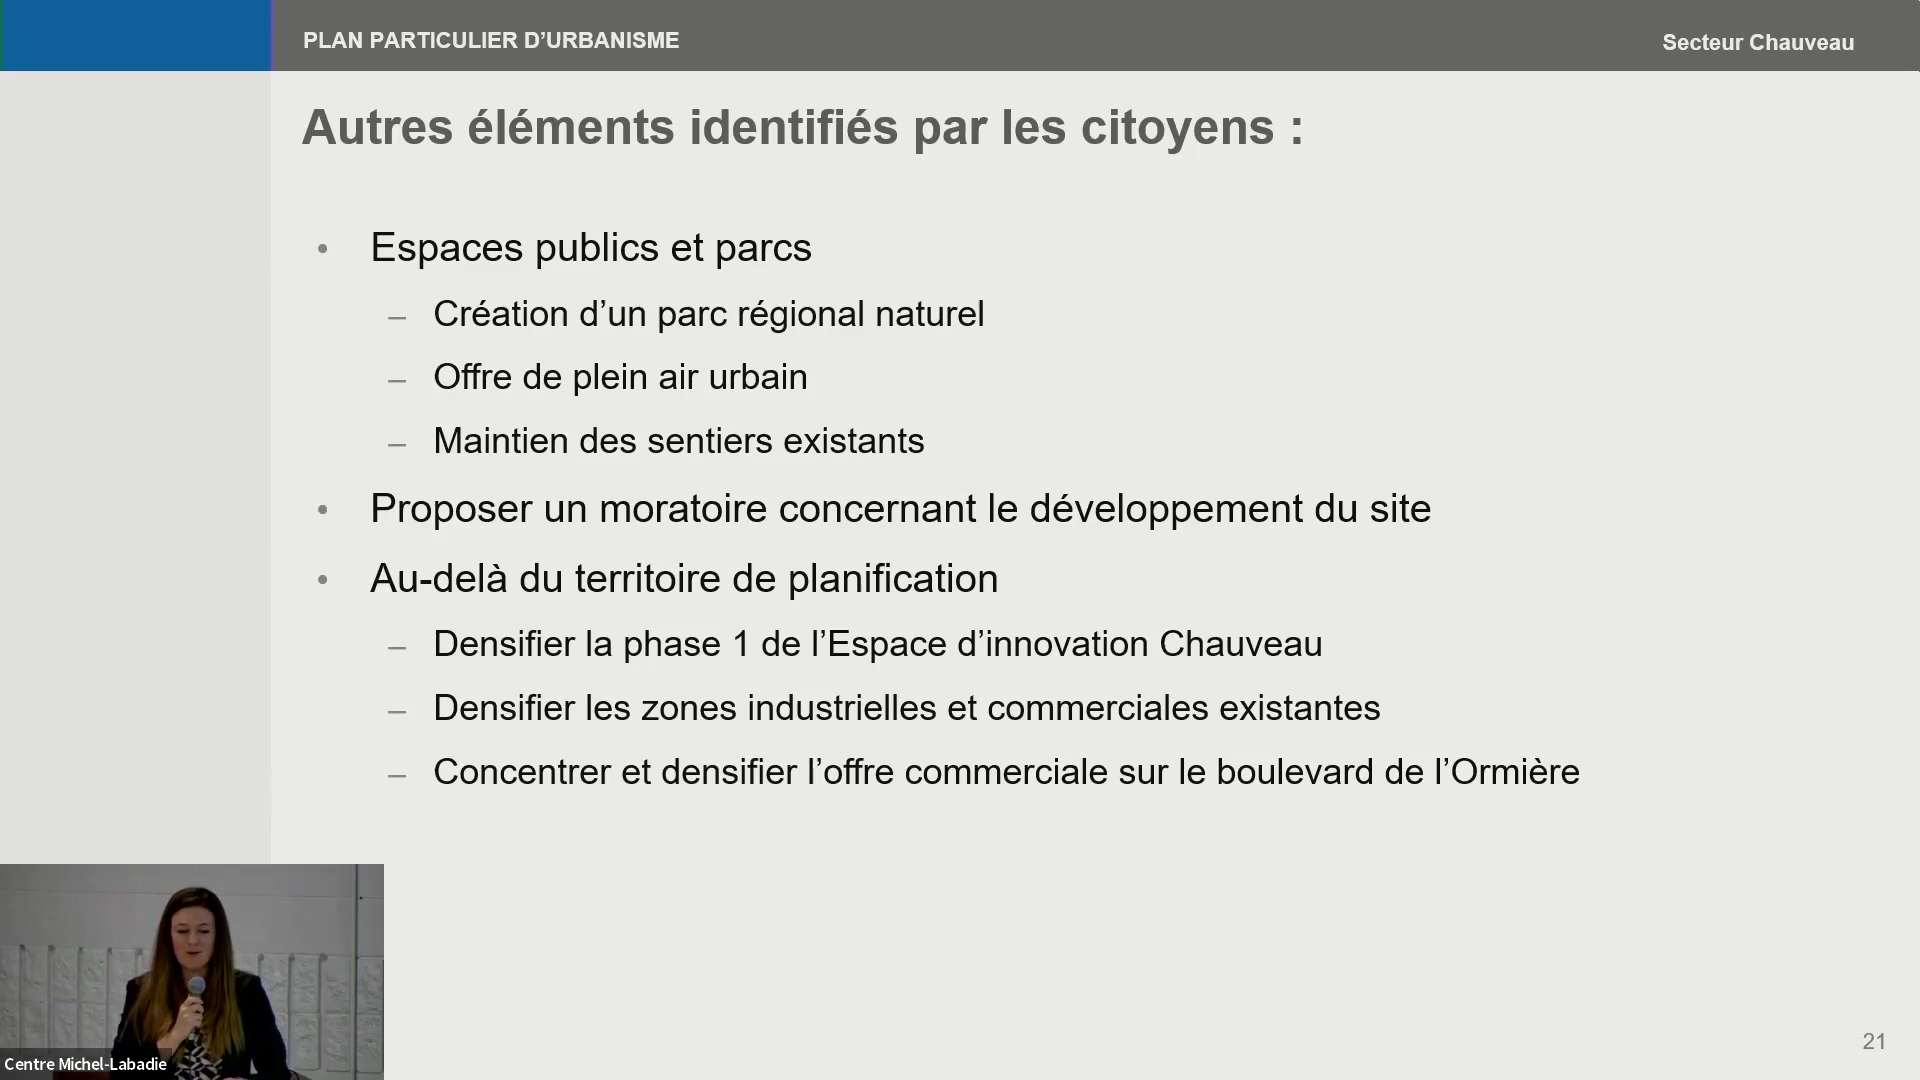 PLAN PARTICULIER D’URBANISME
Secteur Chauveau
Autres éléments identifiés par les citoyens :
• Espaces publics et parcs
– Création d’un parc régional naturel
– Offre de plein air urbain
– Maintien des sentiers existants
• Proposer un moratoire concernant le développement du site
• Au-delà du territoire de planification
– Densifier la phase 1 de l’Espace d’innovation Chauveau
– Densifier les zones industrielles et commerciales existantes
– Concentrer et densifier l’offre commerciale sur le boulevard de l’Ormière
Centre Michel-Labadie
21